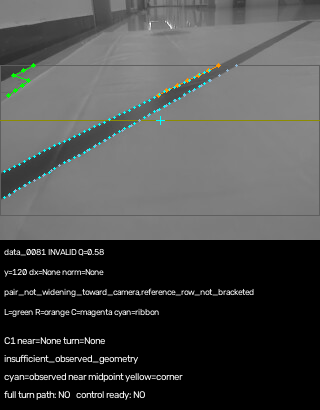 data_0081 INVALID Q=0.58
y=120 dx=None norm=None
pair_not_widening_toward_camera,reference_row_not_bracketed
L=green R=orange C=magenta cyan=ribbon
C1 near=None turn=None
insufficient_observed_geometry
cyan=observed near midpoint yellow=corner
full turn path: NO control ready: NO